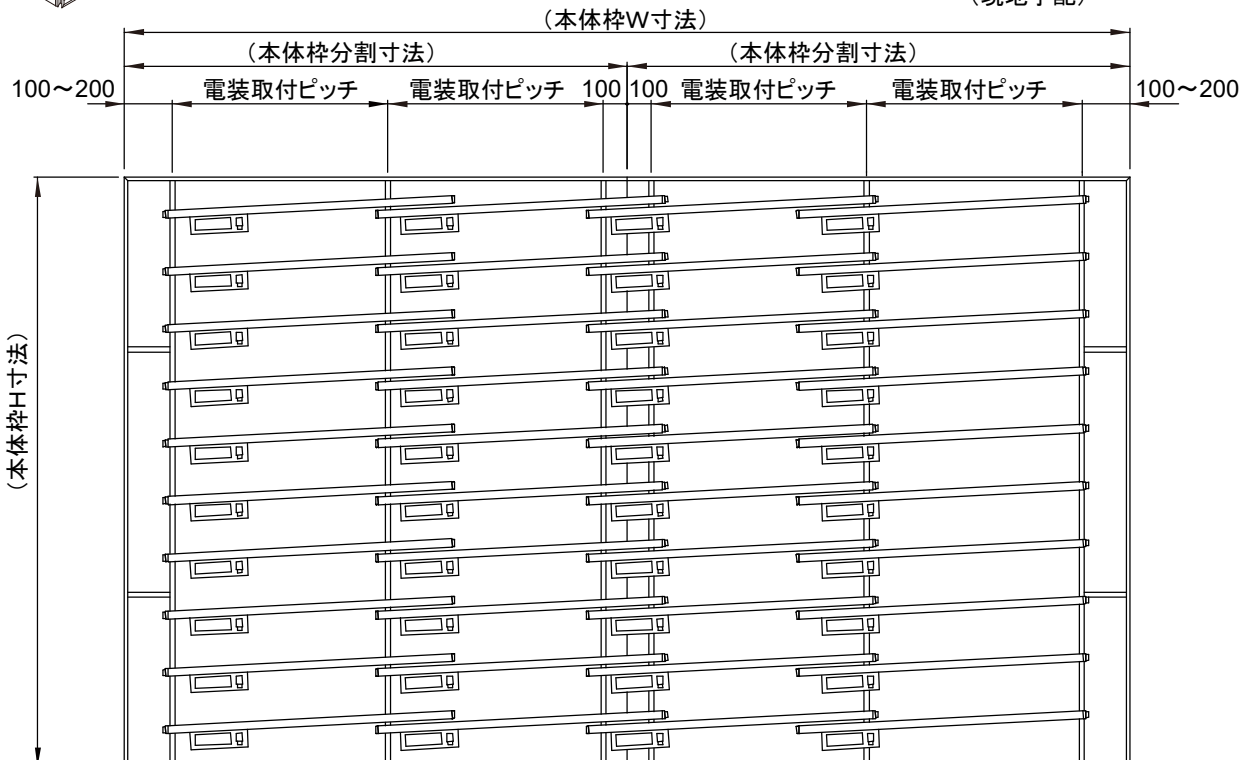 （現地手配）
（本体枠Ｗ寸法）
（本体枠分割寸法） （本体枠分割寸法）
100～200 電装取付ピッチ 電装取付ピッチ 100 100 電装取付ピッチ 電装取付ピッチ 100～200
（本体枠Ｈ寸法）